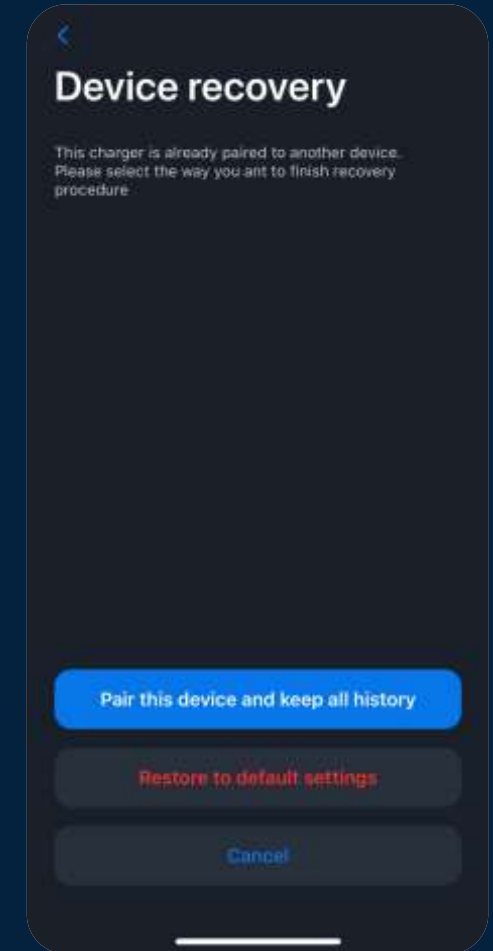 Device recovery
This charger is already paired to another device.
Please select the way you ant to finish recovery
procedure
Pair this device and keep all history
Restore to default settings
Cancel